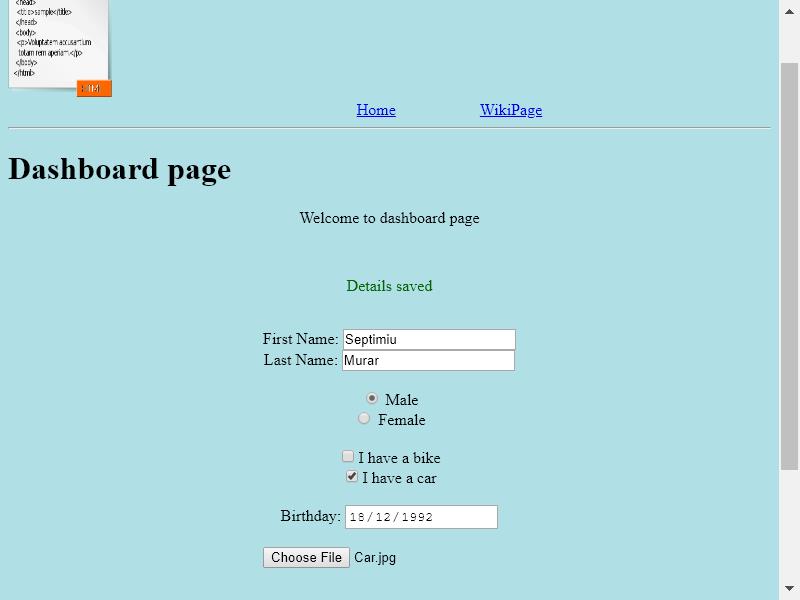 <head>
<title>sample</title>
</head>
<body>
<p>Voluptatem accusantium
totam rem aperiam.</p>
</body>
</html>
Home WikiPage
Dashboard page
Welcome to dashboard page
Details saved
First Name: Septimiu
Last Name: Murar
Male
Female
I have a bike
I have a car
Birthday: 18/12/1992
Choose File Car.jpg